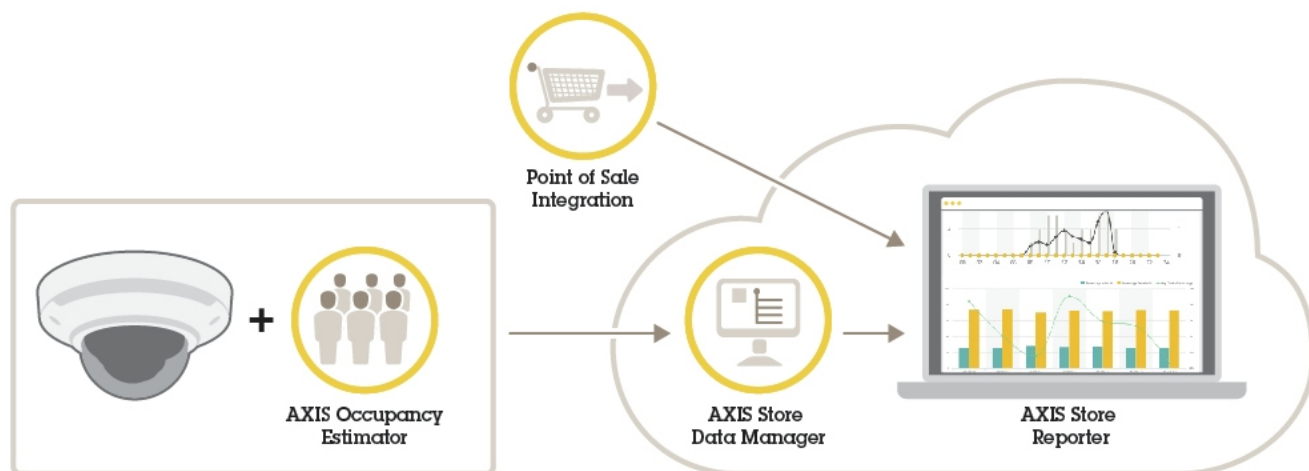 Point of Sale
Integration
+
AXIS Occupancy
Estimator
AXIS Store
Data Manager
AXIS Store
Reporter